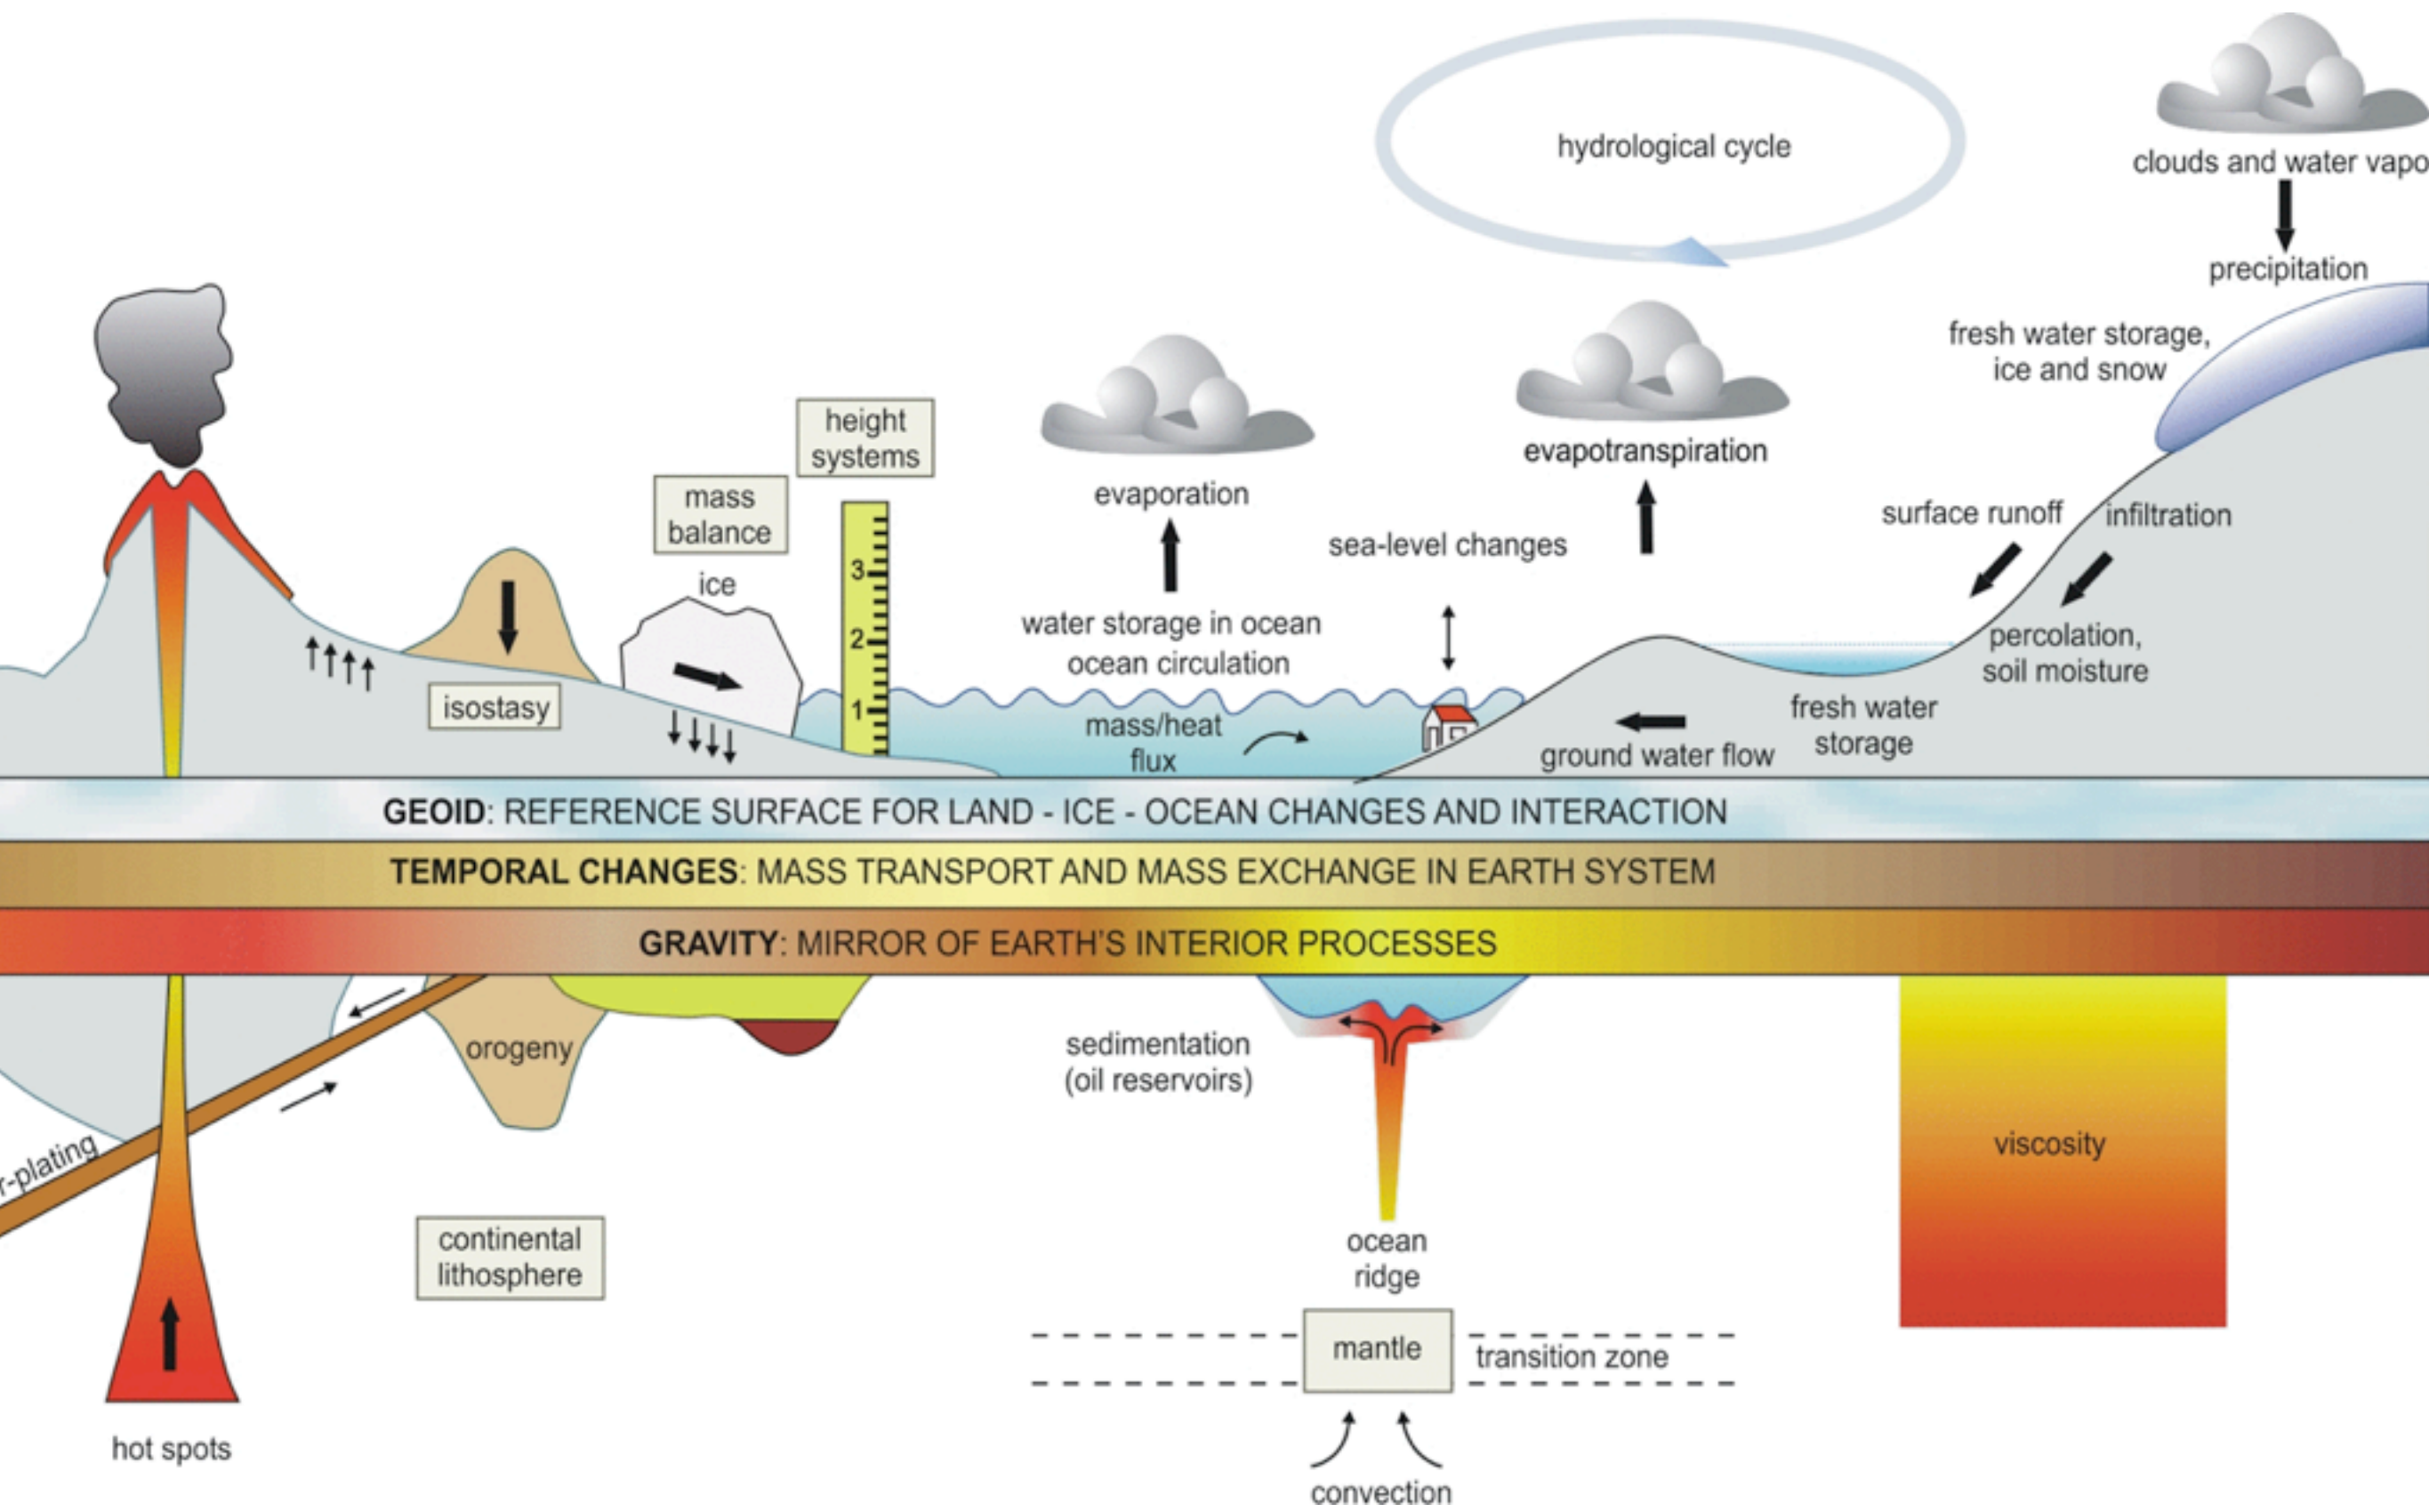 hydrological cycle
clouds and water vapo
precipitation
fresh water storage,
ice and snow
height
systems
mass
balance
ice
evaporation
evapotranspiration
sea-level changes
surface runoff
infiltration
3
2
1
water storage in ocean
ocean circulation
percolation,
soil moisture
isostasy
mass/heat
flux
fresh water
storage
ground water flow
GEOID: REFERENCE SURFACE FOR LAND - ICE - OCEAN CHANGES AND INTERACTION
TEMPORAL CHANGES: MASS TRANSPORT AND MASS EXCHANGE IN EARTH SYSTEM
GRAVITY: MIRROR OF EARTH'S INTERIOR PROCESSES
orogeny
sedimentation
(oil reservoirs)
r-plating
viscosity
continental
lithosphere
ocean
ridge
mantle
transition zone
hot spots
convection